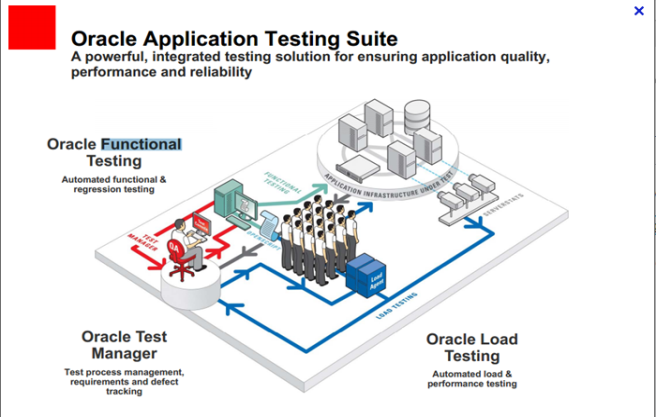 Oracle Application Testing Suite
A powerful, integrated testing solution for ensuring application quality,
performance and reliability
Oracle Functional
Testing
Automated functional &
regression testing
FUNCTIONAL
TESTING
APPLICATION INFRASTRUCTURE UNDER TEST
SERVERSTATS
TEST
MANAGER
QA
OPENSCRIPT
Load
Agent
LOAD TESTING
Oracle Test
Manager
Test process management,
requirements and defect
tracking
Oracle Load
Testing
Automated load &
performance testing